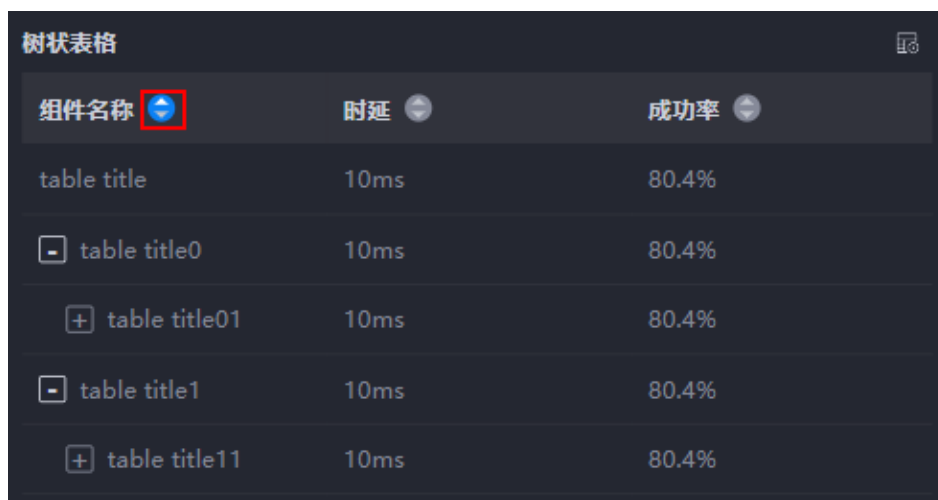 树状表格
组件名称 时延 成功率
table title 10ms 80.4%
table title0 10ms 80.4%
table title01 10ms 80.4%
table title1 10ms 80.4%
table title11 10ms 80.4%